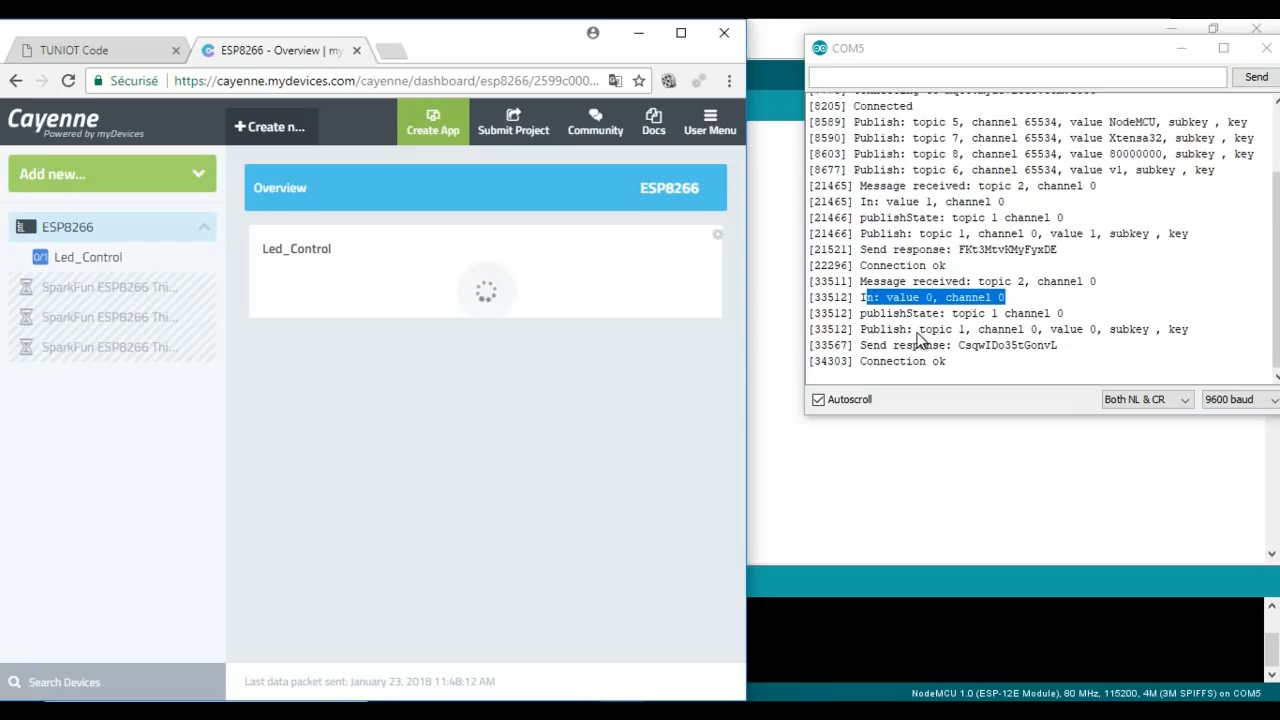 TUNIOT Code
ESP8266 - Overview | my
Sécurisé
https://cayenne.mydevices.com/cayenne/dashboard/esp8266/2599c000...
Cayenne
Powered by myDevices
+ Create n...
Create App
Submit Project
Community
Docs
User Menu
Add new...
ESP8266
Led_Control
SparkFun ESP8266 Thi...
SparkFun ESP8266 Thi...
SparkFun ESP8266 Thi...
Search Devices
Overview
ESP8266
Led_Control
Last data packet sent: January 23, 2018 11:48:12 AM
COM5
Send
[8205] Connected
[8589] Publish: topic 5, channel 65534, value NodeMCU, subkey , key
[8590] Publish: topic 7, channel 65534, value Xtensa32, subkey , key
[8603] Publish: topic 8, channel 65534, value 80000000, subkey , key
[8677] Publish: topic 6, channel 65534, value v1, subkey , key
[21465] Message received: topic 2, channel 0
[21465] In: value 1, channel 0
[21466] publishState: topic 1 channel 0
[21466] Publish: topic 1, channel 0, value 1, subkey , key
[21521] Send response: FKt3MtvKMyFyxDE
[22296] Connection ok
[33511] Message received: topic 2, channel 0
[33512] In: value 0, channel 0
[33512] publishState: topic 1 channel 0
[33512] Publish: topic 1, channel 0, value 0, subkey , key
[33567] Send response: CsqwIDo35tGonvL
[34303] Connection ok
Autoscroll
Both NL & CR
9600 baud
NodeMCU 1.0 (ESP-12E Module), 80 MHz, 115200, 4M (3M SPIFFS) on COM5